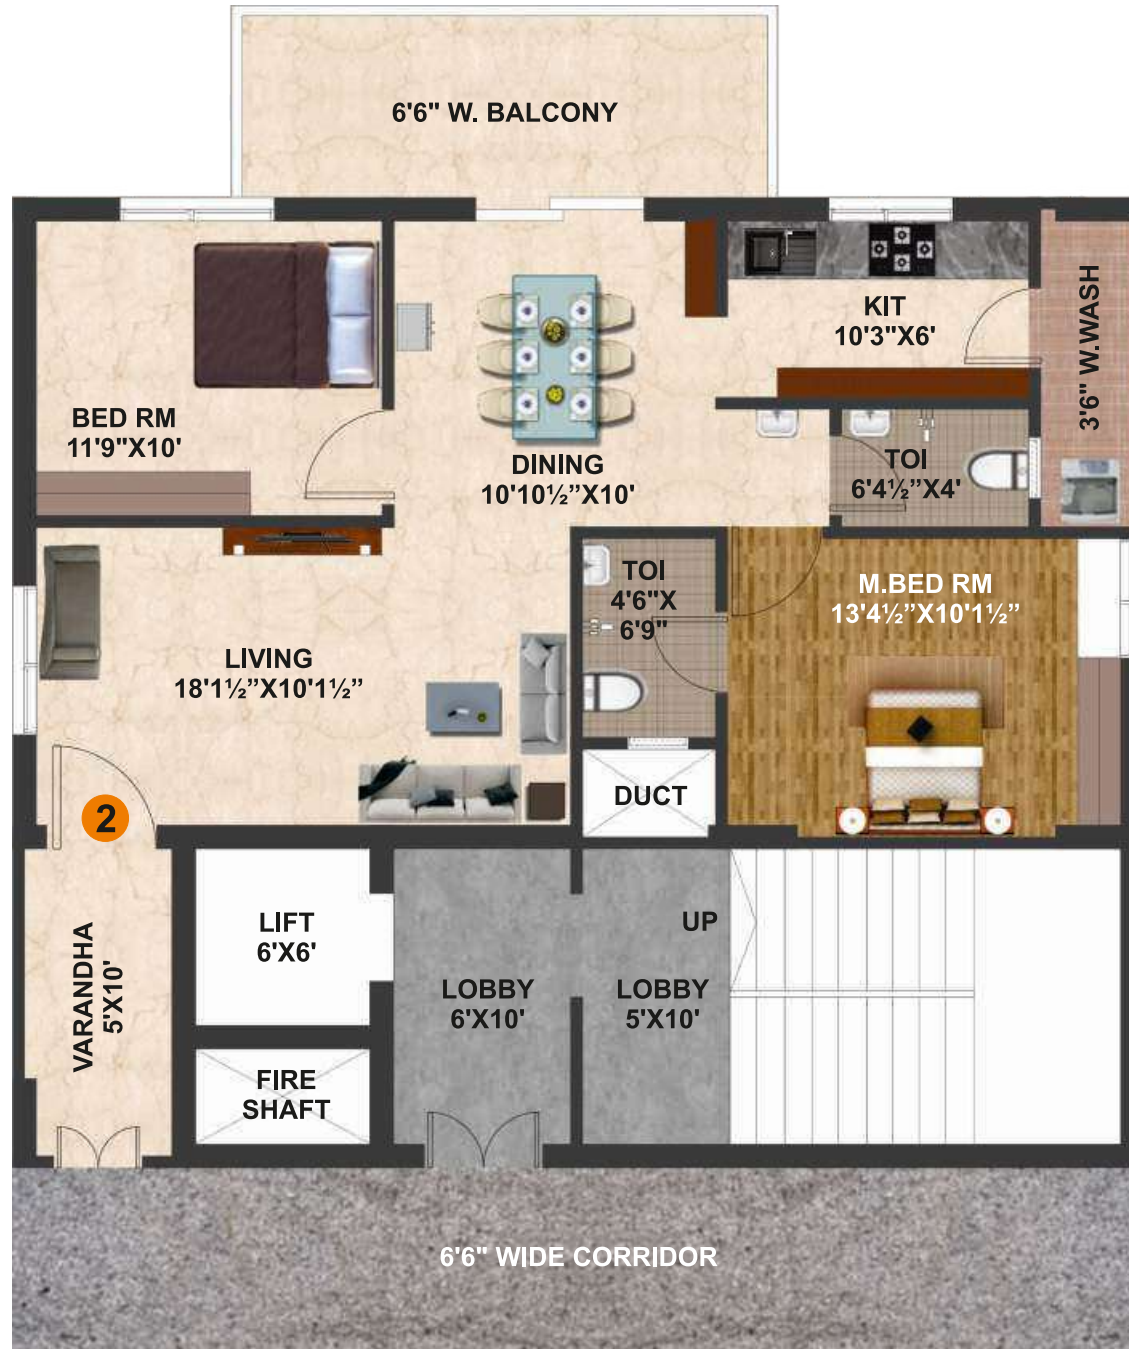 6'6" W. BALCONY
KIT
10'3"X6'
3'6" W.WASH
BED RM
11'9"X10'
DINING
10'10½”X10'
TOI
6'4½”X4'
TOI
4'6"X
6'9"
M.BED RM
13'4½”X10'1½”
LIVING
18'1½”X10'1½”
DUCT
2
VARANDHA
5'X10'
LIFT
6'X6'
UP
LOBBY
6'X10'
LOBBY
5'X10'
FIRE
SHAFT
6'6" WIDE CORRIDOR